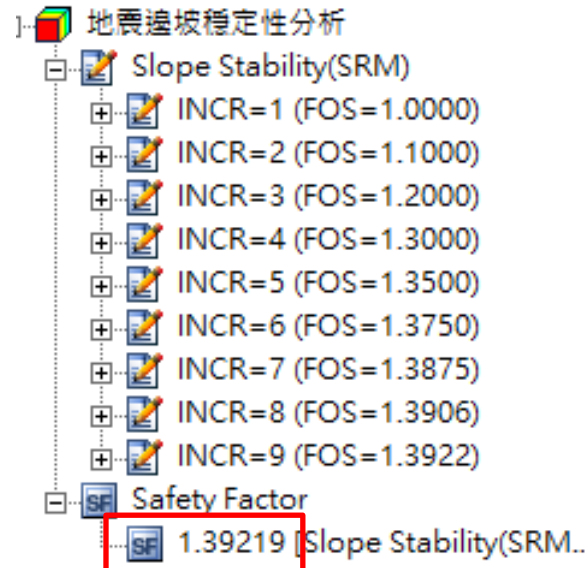 地震邊坡穩定性分析
Slope Stability(SRM)
INCR=1 (FOS=1.0000)
INCR=2 (FOS=1.1000)
INCR=3 (FOS=1.2000)
INCR=4 (FOS=1.3000)
INCR=5 (FOS=1.3500)
INCR=6 (FOS=1.3750)
INCR=7 (FOS=1.3875)
INCR=8 (FOS=1.3906)
INCR=9 (FOS=1.3922)
SF Safety Factor
SF 1.39219 [Slope Stability(SRM...